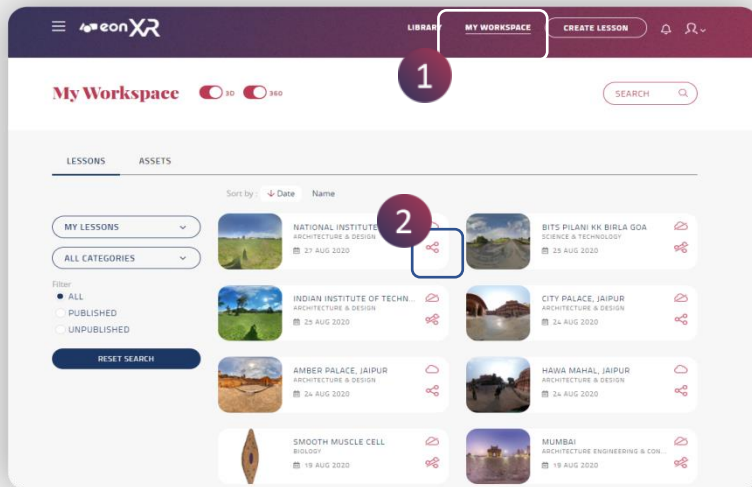 eonXR
LIBRARY
MY WORKSPACE
CREATE LESSON
1
My Workspace
3D
360
SEARCH
LESSONS
ASSETS
Sort by :
Date
Name
2
MY LESSONS
ALL CATEGORIES
Filter
ALL
PUBLISHED
UNPUBLISHED
RESET SEARCH
NATIONAL INSTITUTE
ARCHITECTURE & DESIGN
27 AUG 2020
BITS PILANI KK BIRLA GOA
SCIENCE & TECHNOLOGY
25 AUG 2020
INDIAN INSTITUTE OF TECHN...
ARCHITECTURE & DESIGN
25 AUG 2020
CITY PALACE, JAIPUR
ARCHITECTURE & DESIGN
24 AUG 2020
AMBER PALACE, JAIPUR
ARCHITECTURE & DESIGN
24 AUG 2020
HAWA MAHAL, JAIPUR
ARCHITECTURE & DESIGN
24 AUG 2020
SMOOTH MUSCLE CELL
BIOLOGY
19 AUG 2020
MUMBAI
ARCHITECTURE ENGINEERING & CON...
19 AUG 2020